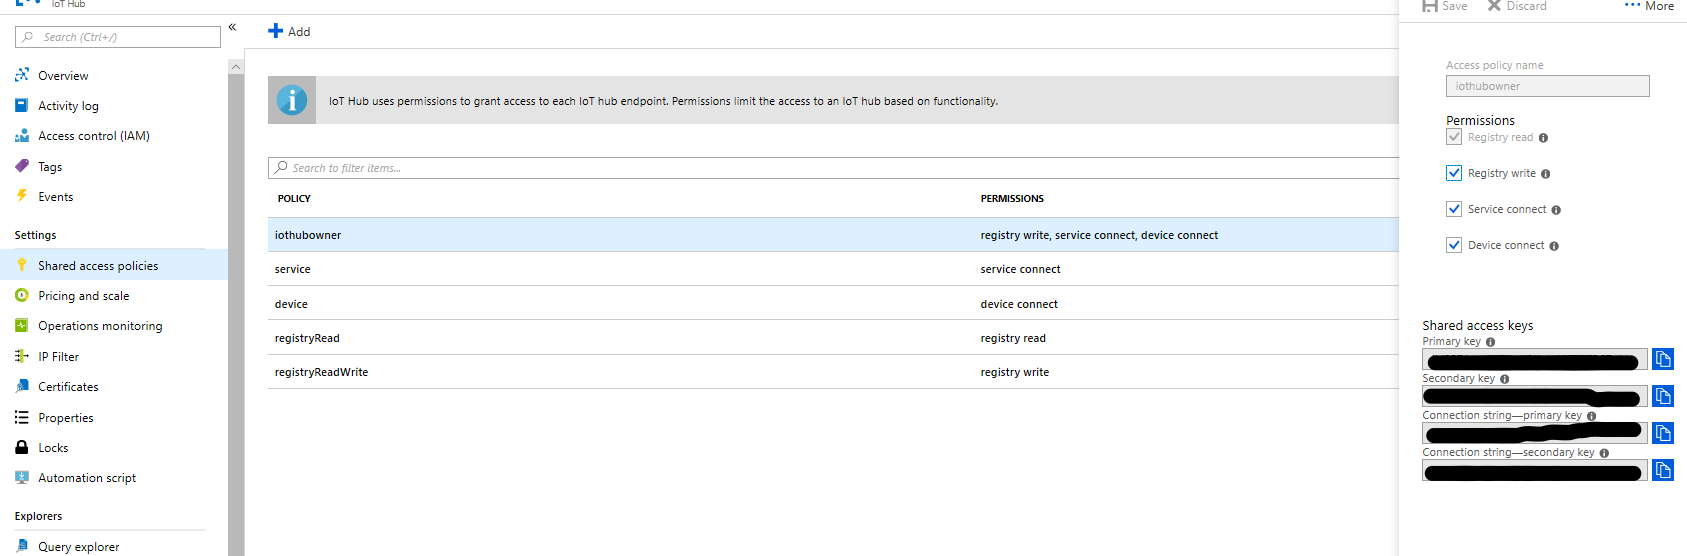 IoT Hub
Search (Ctrl+/)
«
Overview
Activity log
Access control (IAM)
Tags
Events
Settings
Shared access policies
Pricing and scale
Operations monitoring
IP Filter
Certificates
Properties
Locks
Automation script
Explorers
Query explorer
Add
IoT Hub uses permissions to grant access to each IoT hub endpoint. Permissions limit the access to an IoT hub based on functionality.
Search to filter items...
POLICY PERMISSIONS
iothubowner registry write, service connect, device connect
service service connect
device device connect
registryRead registry read
registryReadWrite registry write
Save Discard ··· More
Access policy name
iothubowner
Permissions
Registry read
Registry write
Service connect
Device connect
Shared access keys
Primary key
Secondary key
Connection string—primary key
Connection string—secondary key